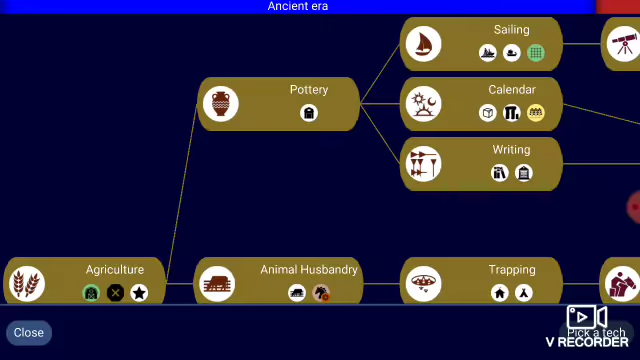 Ancient era
Sailing
Pottery
Calendar
Writing
Agriculture
Animal Husbandry
Trapping
Close
Pick a tech
V RECORDER